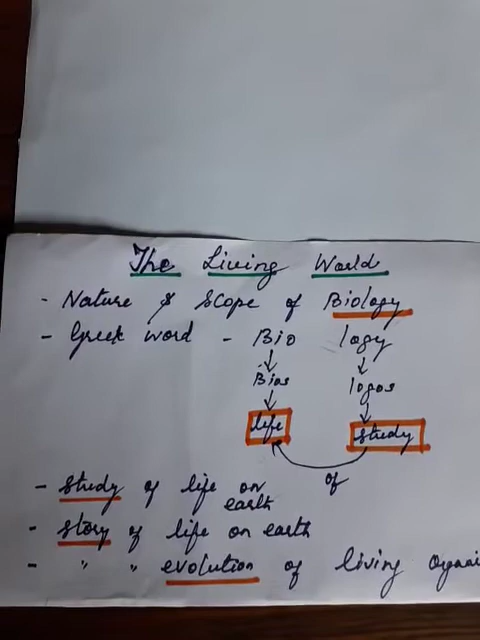 The Living World
- Nature & Scope of Biology
- Greek word - Bio logy
Bios logos
life study
of
- study of life on earth
- story of life on earth
- " " evolution of living